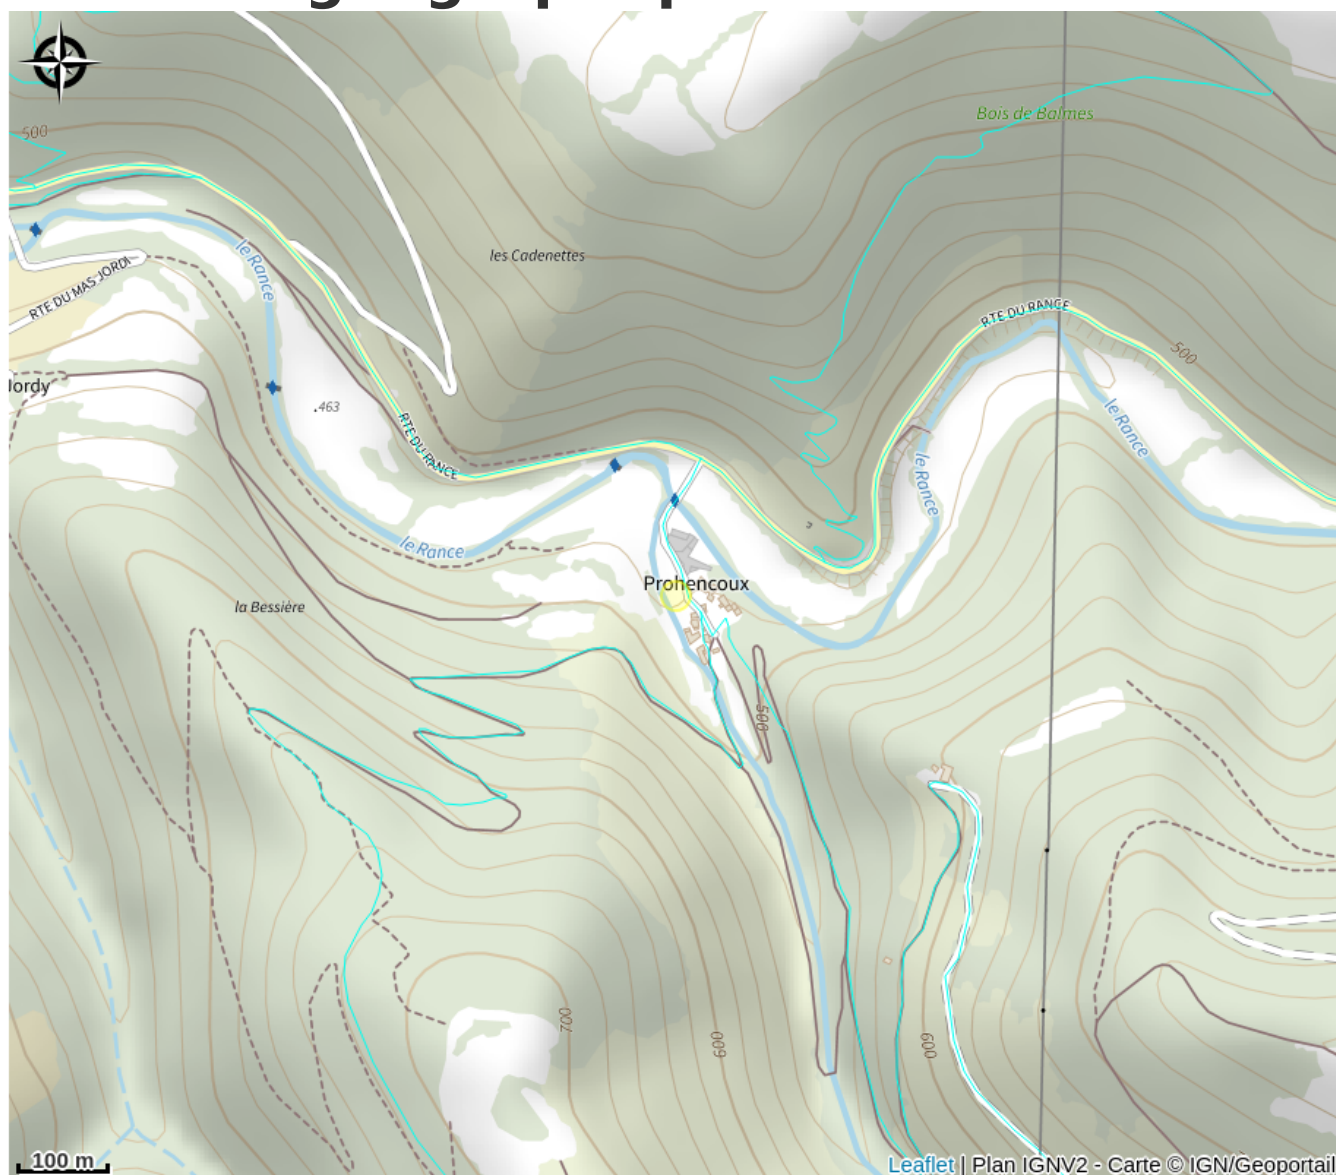 Bois de Balmes
500
le Rance
les Cadenettes
RTE DU MAS JORDI
RTE DU RANGE
500
Jordy
.463
RTE DU RANCE
le Rance
le Rance
le Rance
Prohencoux
la Bessière
500
700
600
600
100 m
Leaflet | Plan IGNV2 - Carte © IGN/Geoportail